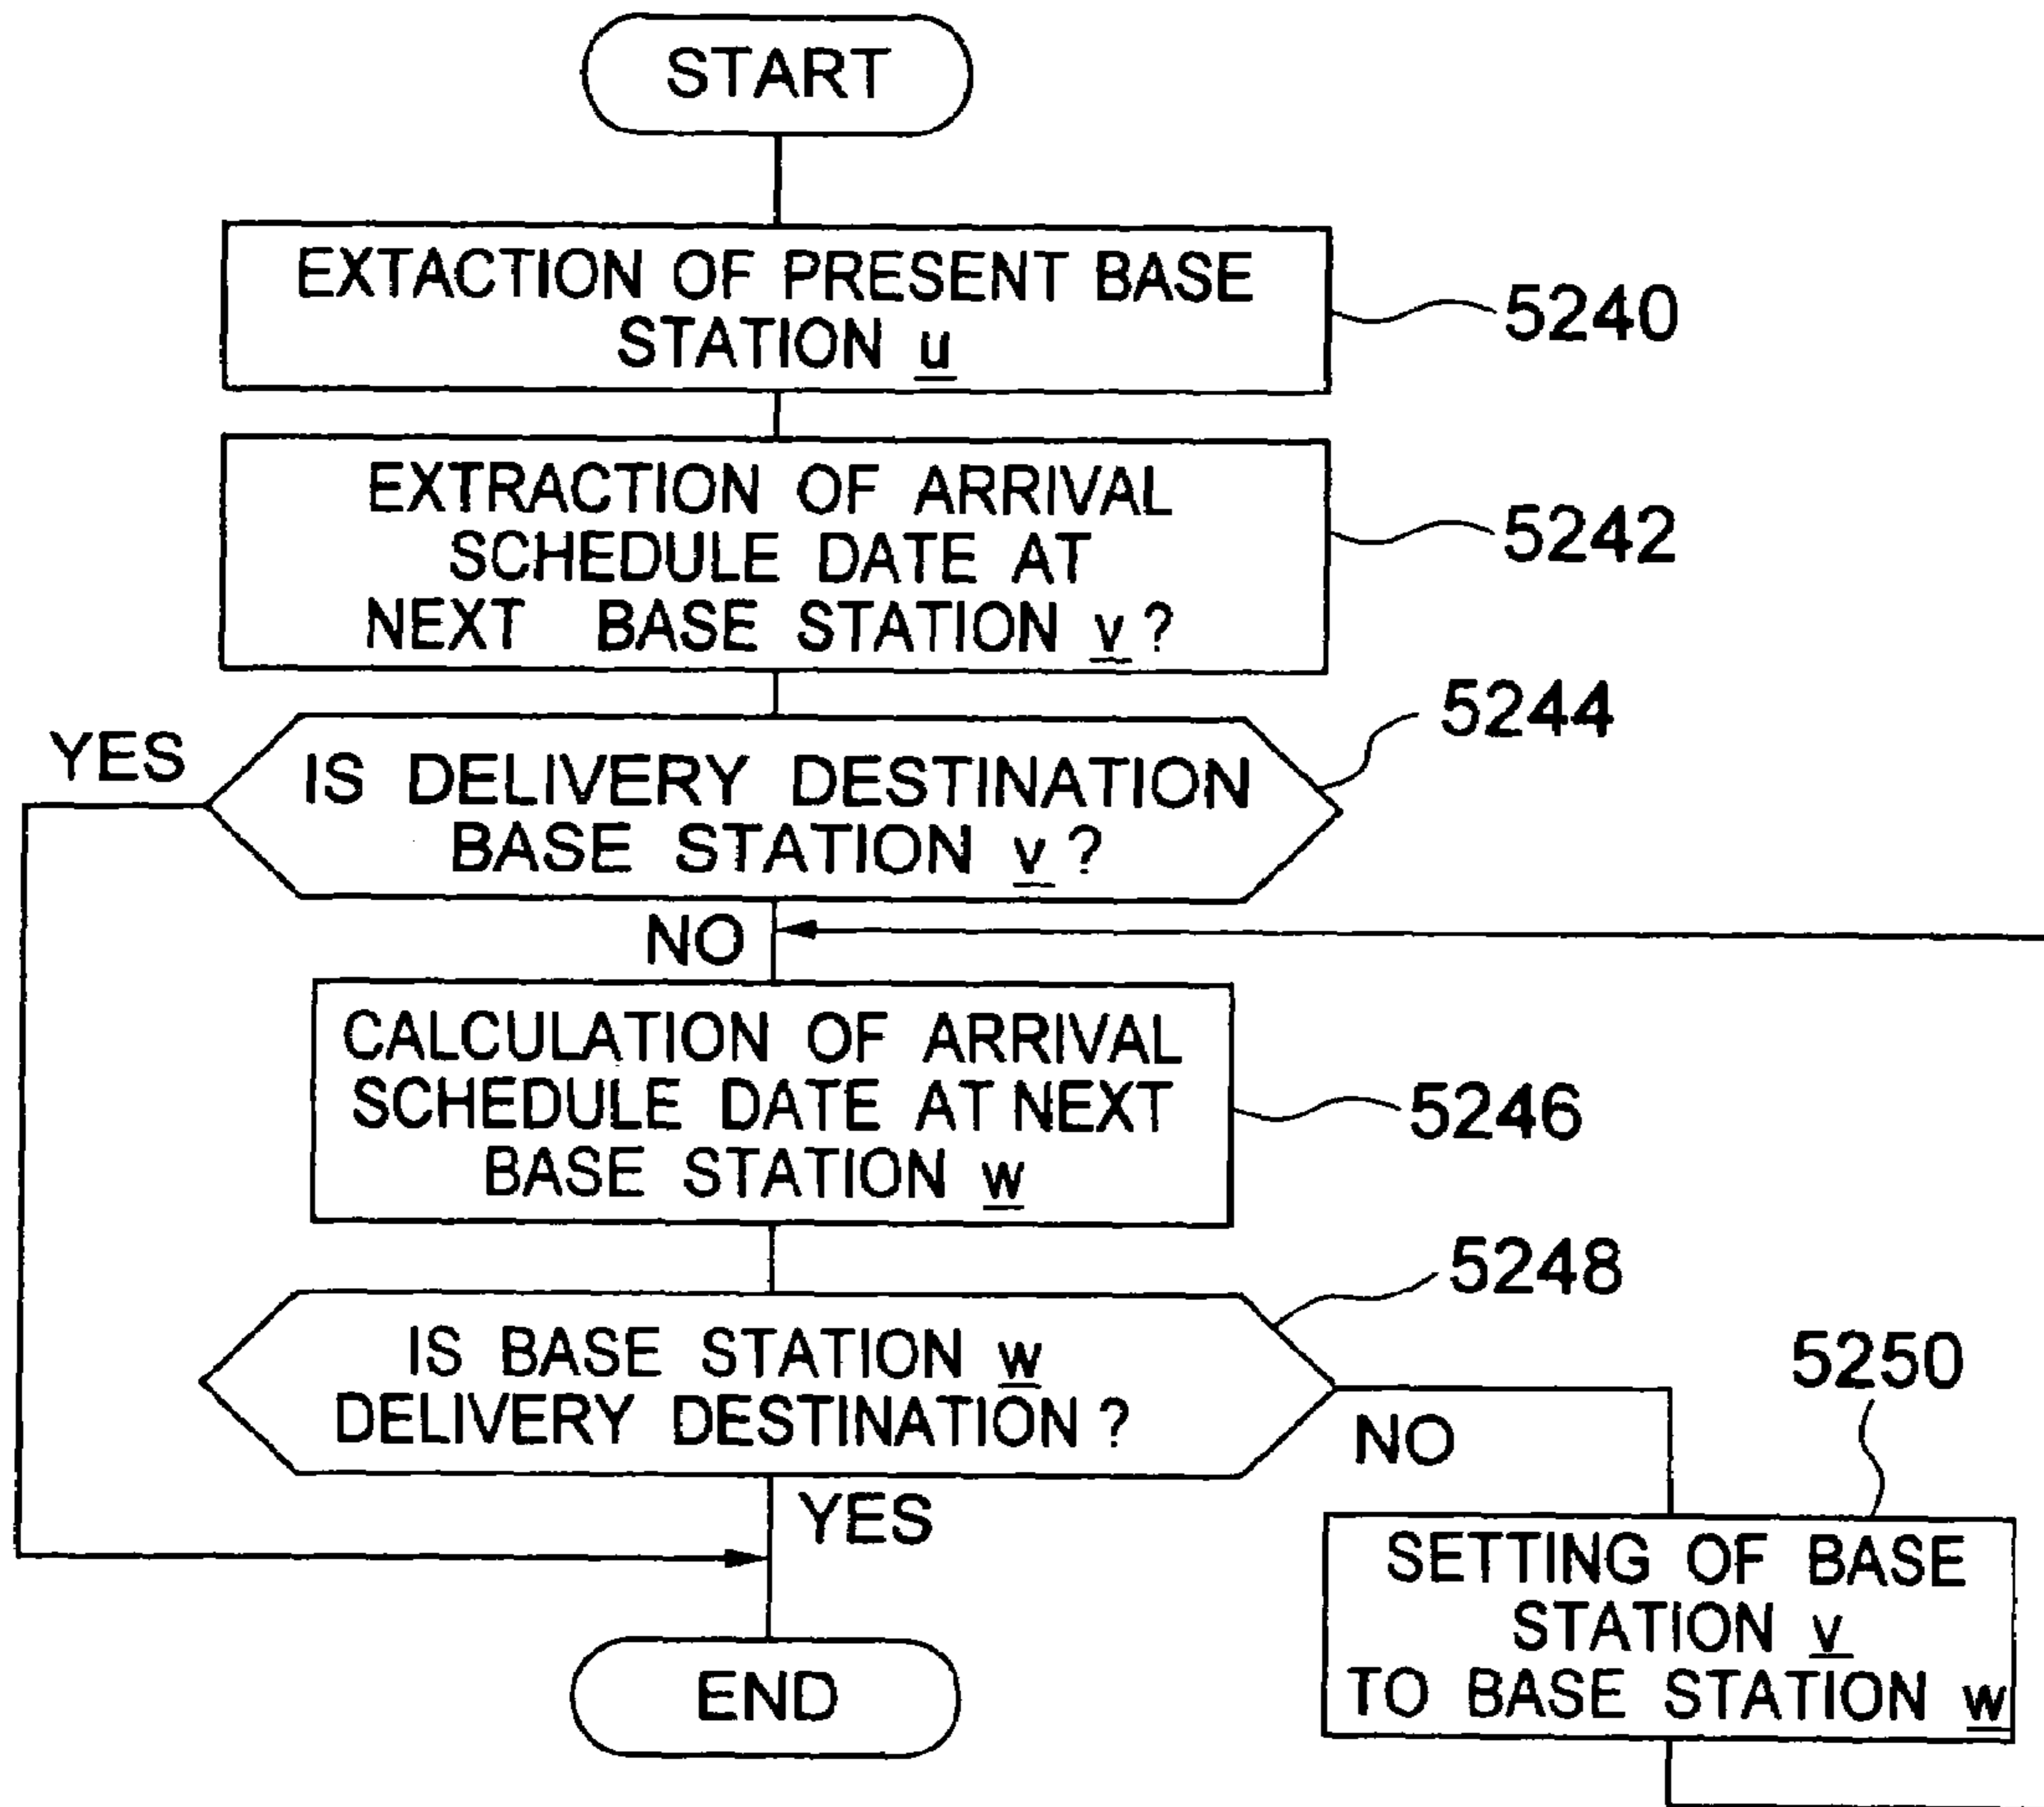 START
EXTACTION OF PRESENT BASE
STATION u
5240
EXTRACTION OF ARRIVAL
SCHEDULE DATE AT
NEXT BASE STATION v?
5242
5244
YES
IS DELIVERY DESTINATION
BASE STATION v?
NO
CALCULATION OF ARRIVAL
SCHEDULE DATE AT NEXT
BASE STATION w
5246
5248
IS BASE STATION w
DELIVERY DESTINATION?
NO
YES
5250
SETTING OF BASE
STATION v
TO BASE STATION w
END